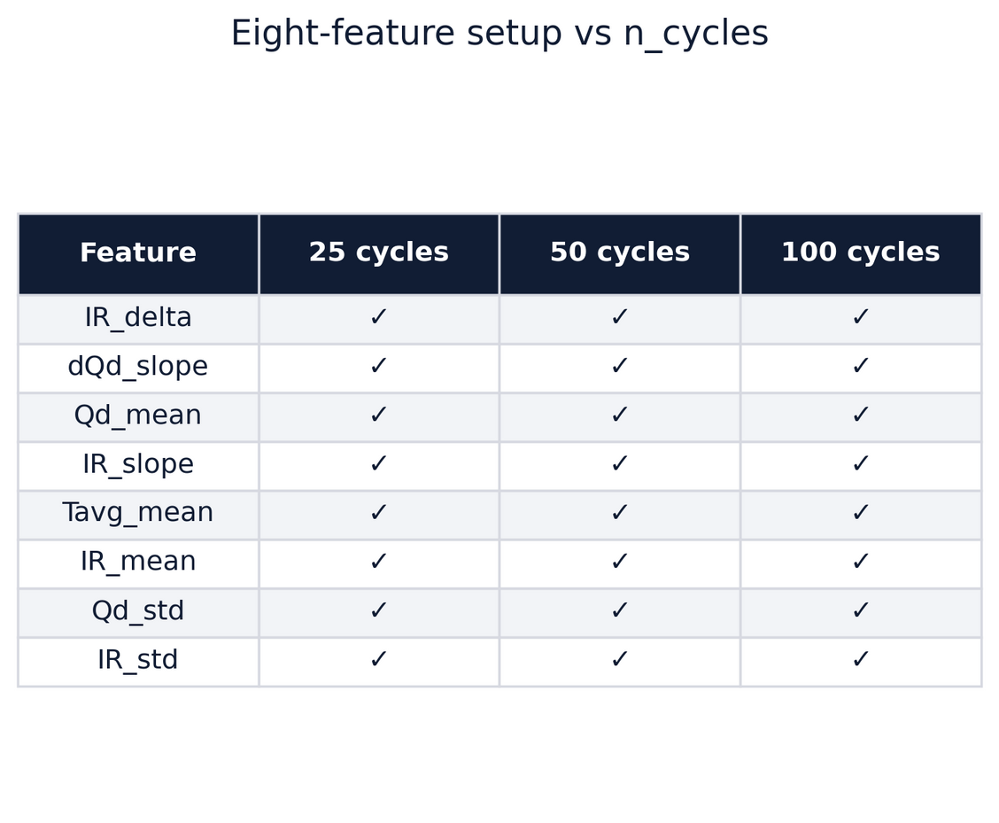 Eight-feature setup vs n_cycles
Feature 25 cycles 50 cycles 100 cycles
IR_delta ✓ ✓ ✓
dQd_slope ✓ ✓ ✓
Qd_mean ✓ ✓ ✓
IR_slope ✓ ✓ ✓
Tavg_mean ✓ ✓ ✓
IR_mean ✓ ✓ ✓
Qd_std ✓ ✓ ✓
IR_std ✓ ✓ ✓